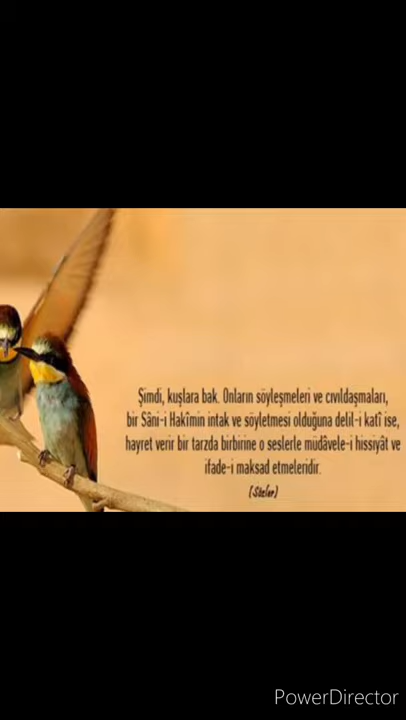 Şimdi, kuşlara bak. Onların söyleşmeleri ve cıvıldaşmaları,
bir Sâni-i Hakîmin intak ve söyletmesi olduğuna delil-i katî ise,
hayret verir bir tarzda birbirine o seslerle müdâvele-i hissiyât ve
ifade-i maksad etmeleridir.
(Sözler)
PowerDirector